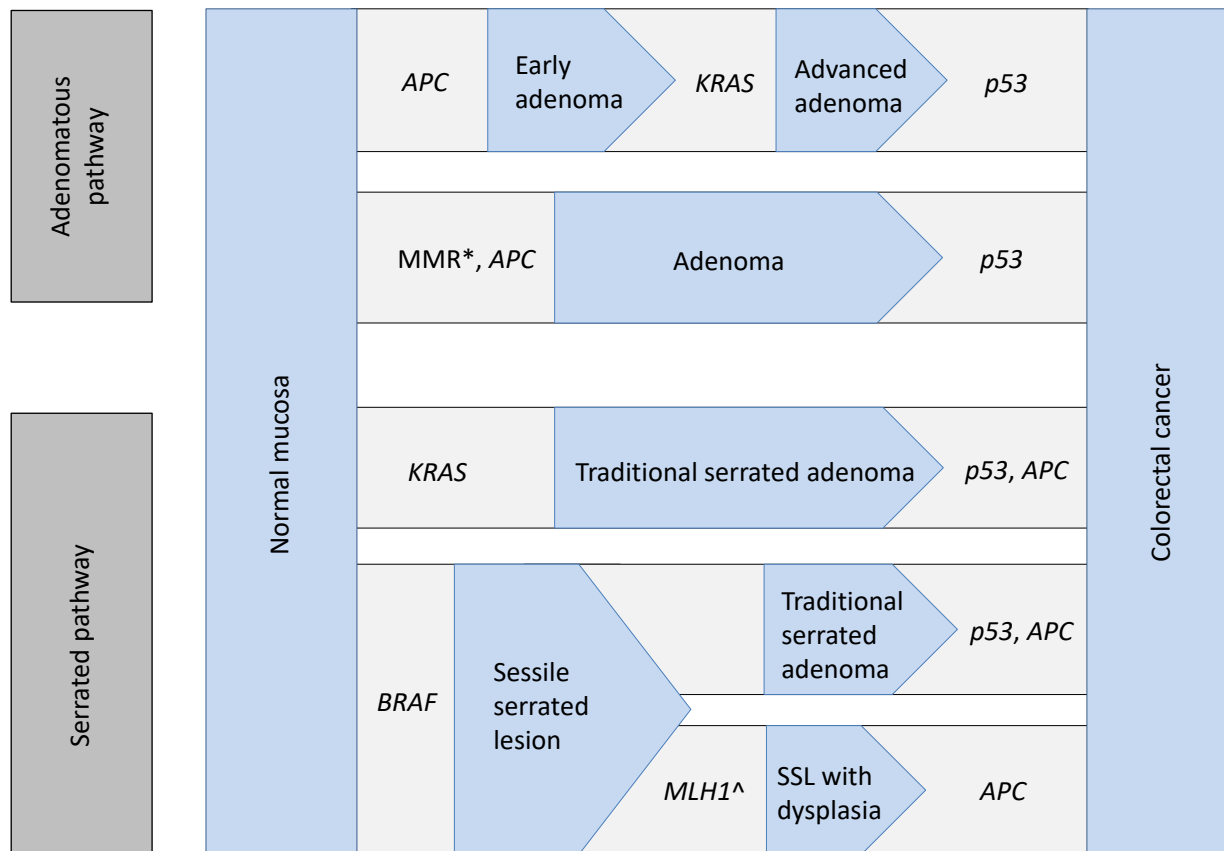 Adenomatous
pathway
Serrated pathway
Normal mucosa
APC
Early
adenoma
KRAS
Advanced
adenoma
p53
MMR*, APC
Adenoma
p53
KRAS
Traditional serrated adenoma
p53, APC
BRAF
Sessile
serrated
lesion
Traditional
serrated
adenoma
p53, APC
MLH1^
SSL with
dysplasia
APC
Colorectal cancer